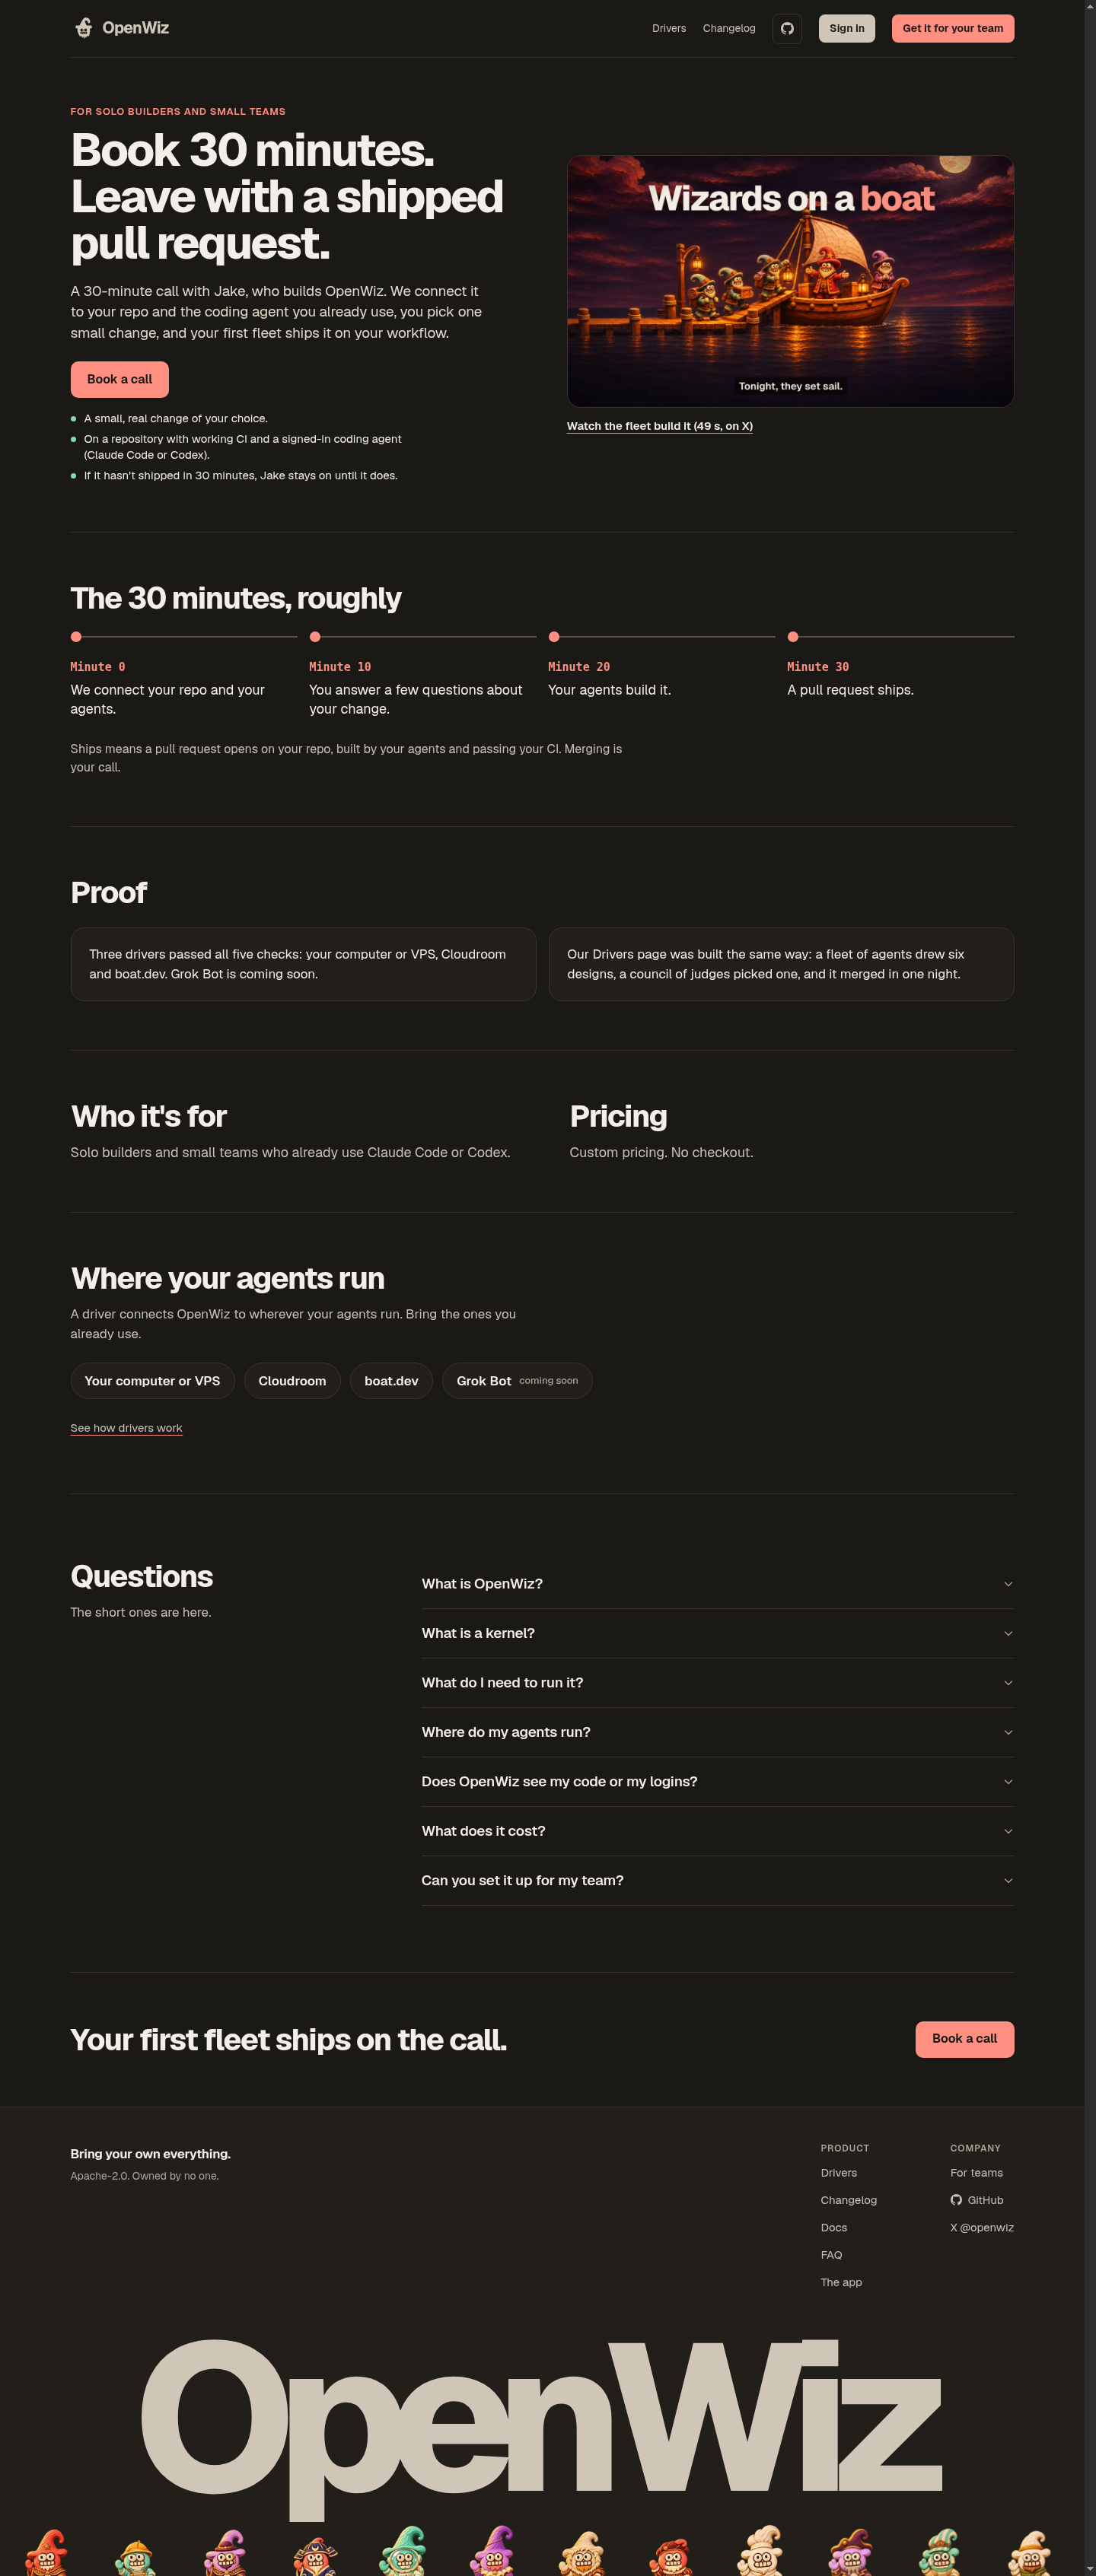 OpenWiz
Drivers
Changelog
Sign in
Get it for your team
FOR SOLO BUILDERS AND SMALL TEAMS
Book 30 minutes.
Leave with a shipped
pull request.
A 30-minute call with Jake, who builds OpenWiz. We connect it
to your repo and the coding agent you already use, you pick one
small change, and your first fleet ships it on your workflow.
Book a call
A small, real change of your choice.
On a repository with working CI and a signed-in coding agent
(Claude Code or Codex).
If it hasn't shipped in 30 minutes, Jake stays on until it does.
Wizards on a boat
Tonight, they set sail.
Watch the fleet build it (49 s, on X)
The 30 minutes, roughly
Minute 0
We connect your repo and your
agents.
Minute 10
You answer a few questions about
your change.
Minute 20
Your agents build it.
Minute 30
A pull request ships.
Ships means a pull request opens on your repo, built by your agents and passing your CI. Merging is
your call.
Proof
Three drivers passed all five checks: your computer or VPS, Cloudroom
and boat.dev. Grok Bot is coming soon.
Our Drivers page was built the same way: a fleet of agents drew six
designs, a council of judges picked one, and it merged in one night.
Who it's for
Solo builders and small teams who already use Claude Code or Codex.
Pricing
Custom pricing. No checkout.
Where your agents run
A driver connects OpenWiz to wherever your agents run. Bring the ones you
already use.
Your computer or VPS
Cloudroom
boat.dev
Grok Bot coming soon
See how drivers work
Questions
The short ones are here.
What is OpenWiz?
What is a kernel?
What do I need to run it?
Where do my agents run?
Does OpenWiz see my code or my logins?
What does it cost?
Can you set it up for my team?
Your first fleet ships on the call.
Book a call
Bring your own everything.
Apache-2.0. Owned by no one.
PRODUCT
Drivers
Changelog
Docs
FAQ
The app
COMPANY
For teams
GitHub
X @openwiz
OpenWiz